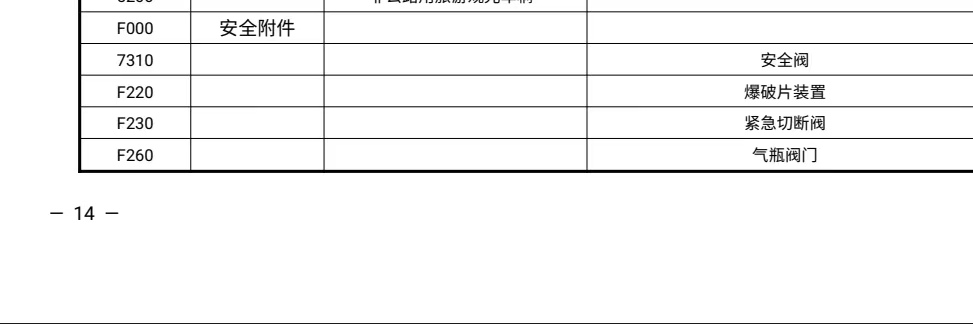 F000 安全附件
7310 安全阀
F220 爆破片装置
F230 紧急切断阀
F260 气瓶阀门
— 14 —